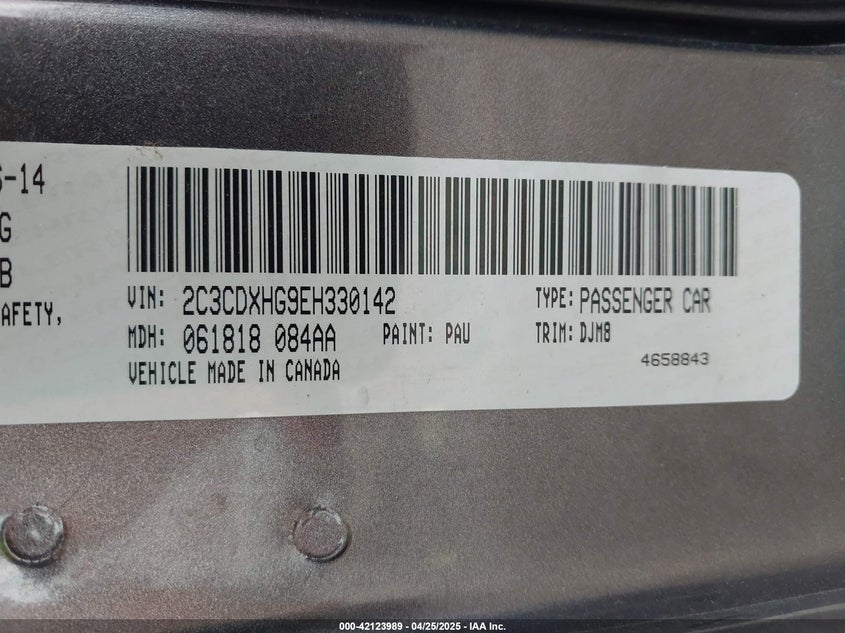 S-14
G
B
AFETY,
VIN: 2C3CDXHG9EH330142
TYPE: PASSENGER CAR
MDH: 061818 084AA
PAINT: PAU
TRIM: DJM8
VEHICLE MADE IN CANADA
4658843
000-42123989 - 04/25/2025 - IAA Inc.